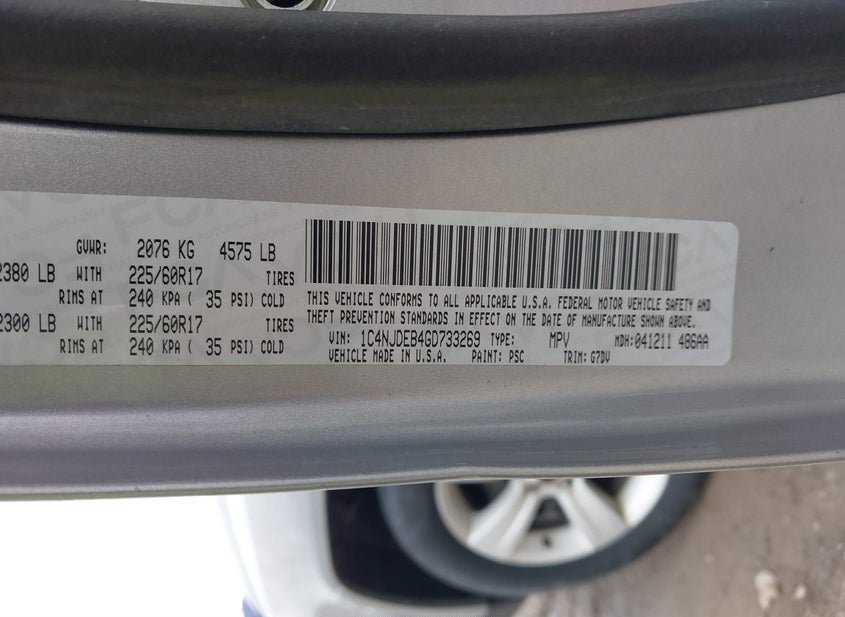 GVWR: 2076 KG 4575 LB
2380 LB WITH 225/60R17 TIRES
RIMS AT 240 KPA ( 35 PSI) COLD
2300 LB WITH 225/60R17 TIRES
RIMS AT 240 KPA ( 35 PSI) COLD
THIS VEHICLE CONFORMS TO ALL APPLICABLE U.S.A. FEDERAL MOTOR VEHICLE SAFETY AND
THEFT PREVENTION STANDARDS IN EFFECT ON THE DATE OF MANUFACTURE SHOWN ABOVE.
VIN: 1C4NJDEB4GD733269 TYPE: MPV MDH:041211 486AA
VEHICLE MADE IN U.S.A. PAINT: PSC TRIM: G7DV